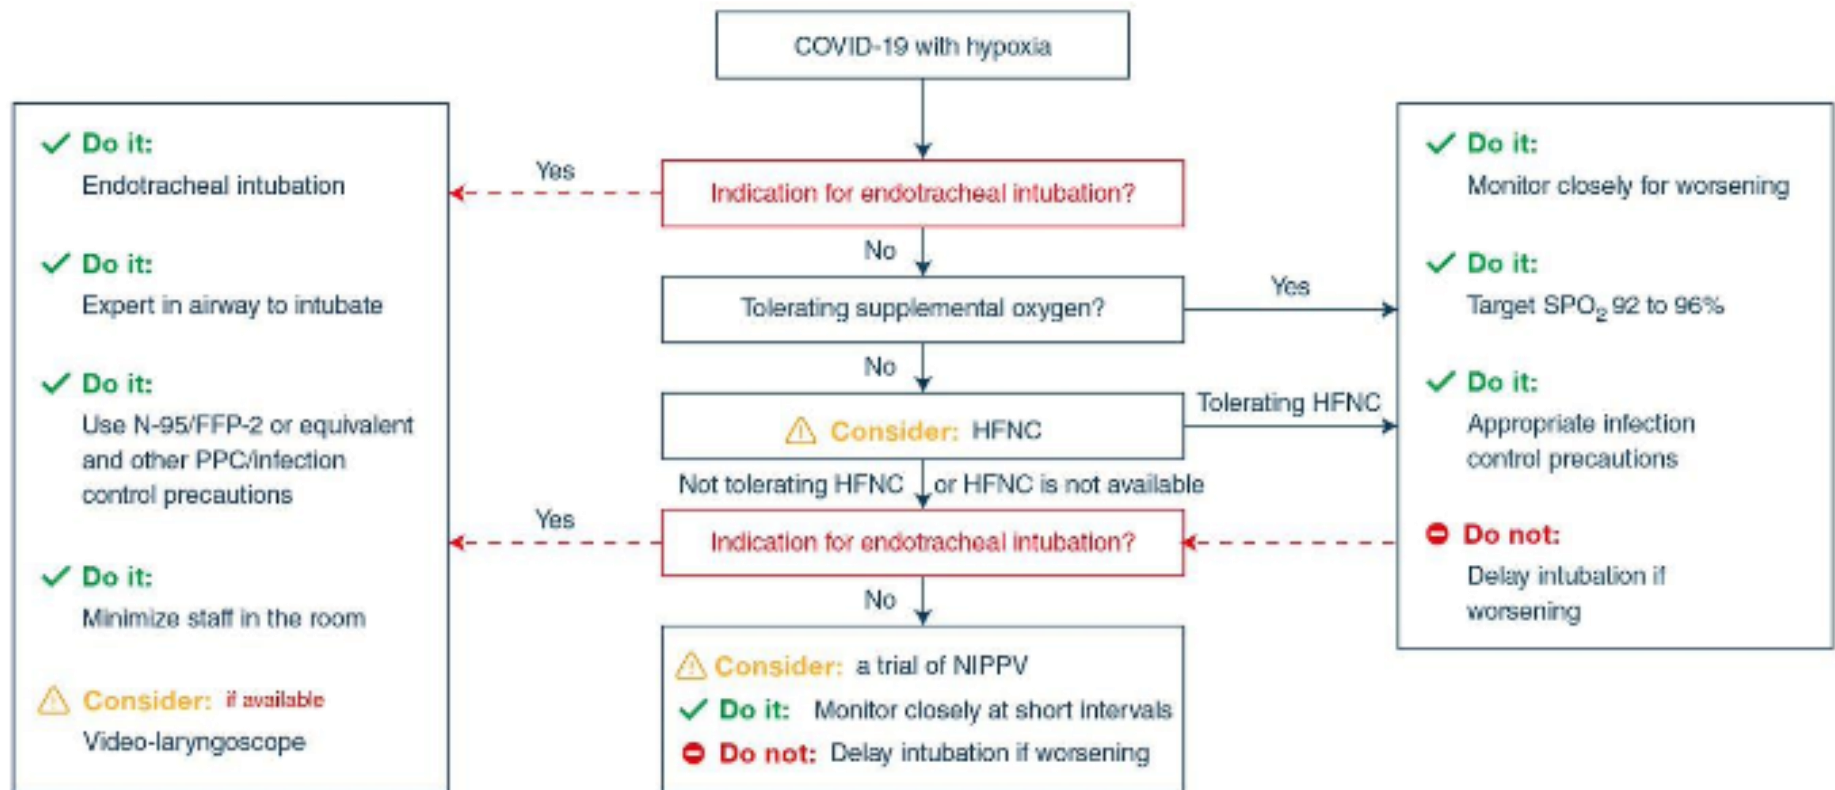 COVID-19 with hypoxia
Indication for endotracheal intubation?
Yes
No
Tolerating supplemental oxygen?
Yes
No
Consider: HFNC
Tolerating HFNC
Not tolerating HFNC or HFNC is not available
Indication for endotracheal intubation?
Yes
No
Consider: a trial of NIPPV
Do it: Monitor closely at short intervals
Do not: Delay intubation if worsening
Do it:
Endotracheal intubation
Do it:
Expert in airway to intubate
Do it:
Use N-95/FFP-2 or equivalent
and other PPC/infection
control precautions
Do it:
Minimize staff in the room
Consider: if available
Video-laryngoscope
Do it:
Monitor closely for worsening
Do it:
Target SPO₂ 92 to 96%
Do it:
Appropriate infection
control precautions
Do not:
Delay intubation if
worsening